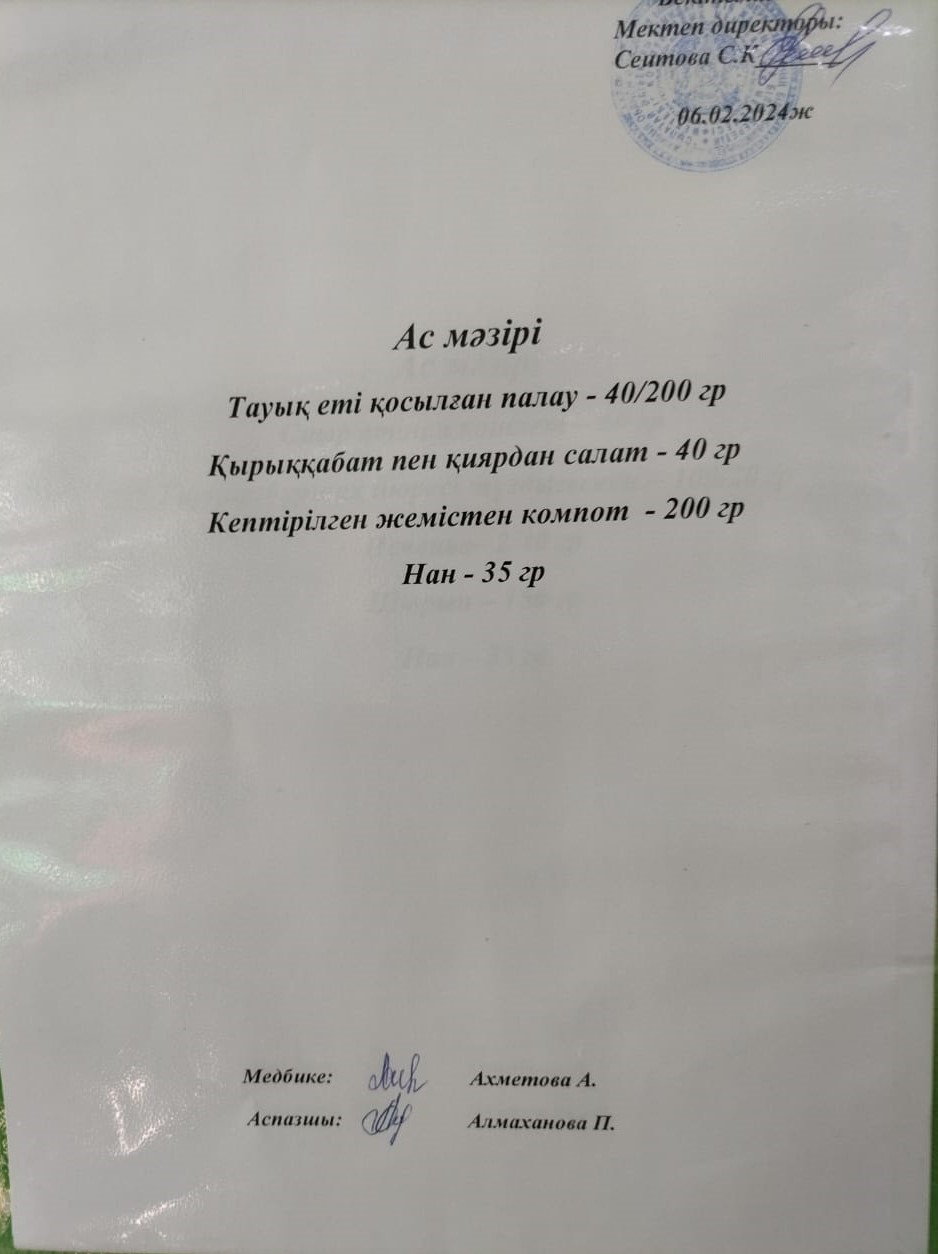 Мектеп директоры:
Сеитова С.К
06.02.2024ж
Ас мәзірі
Тауық еті қосылған палау - 40/200 гр
Қырыққабат пен қиярдан салат - 40 гр
Кептірілген жемістен компот - 200 гр
Нан - 35 гр
Медбике: Ахметова А.
Аспазшы: Алмаханова П.